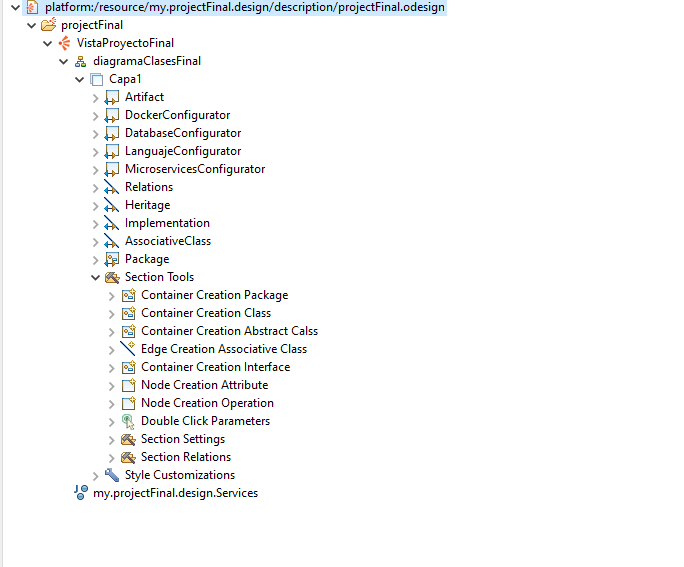 platform:/resource/my.projectFinal.design/description/projectFinal.odesign
projectFinal
VistaProyectoFinal
diagramaClasesFinal
Capa1
Artifact
DockerConfigurator
DatabaseConfigurator
LanguajeConfigurator
MicroservicesConfigurator
Relations
Heritage
Implementation
AssociativeClass
Package
Section Tools
Container Creation Package
Container Creation Class
Container Creation Abstract Calss
Edge Creation Associative Class
Container Creation Interface
Node Creation Attribute
Node Creation Operation
Double Click Parameters
Section Settings
Section Relations
Style Customizations
my.projectFinal.design.Services